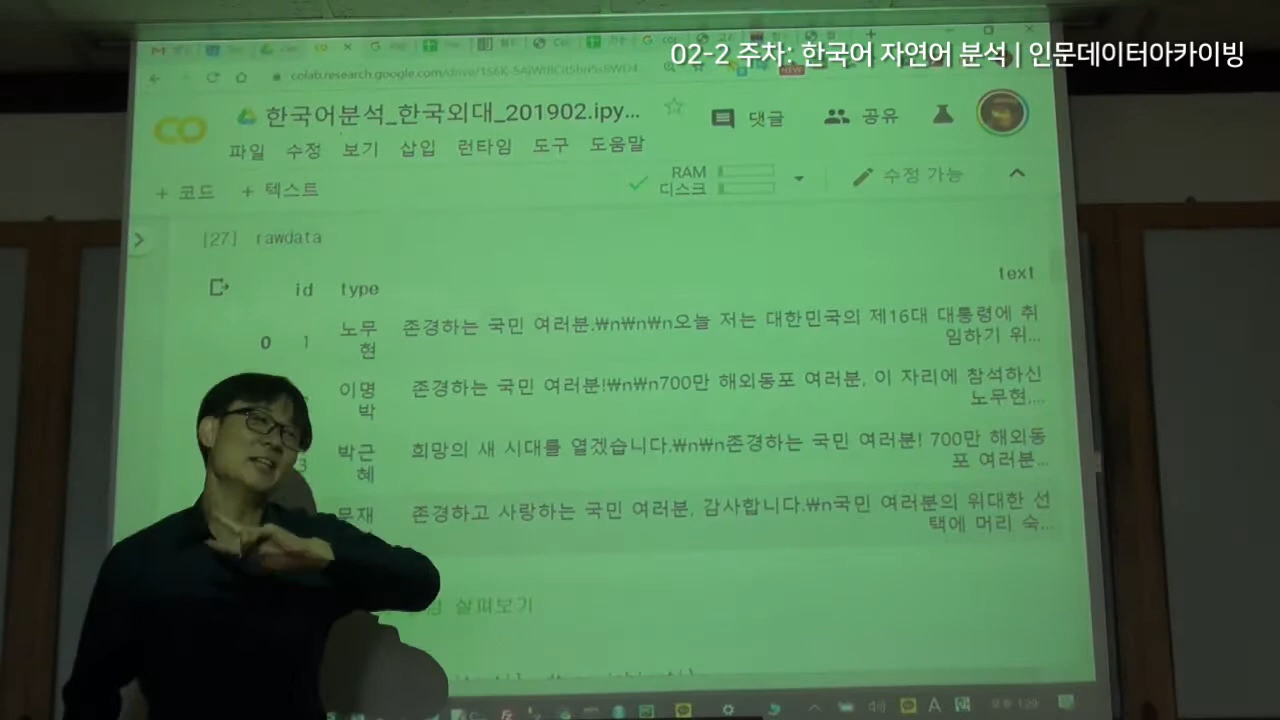 02-2 주차: 한국어 자연어 분석 | 인문데이터아카이빙
한국어분석_한국외대_201902.ipy...
댓글
공유
파일 수정 보기 삽입 런타임 도구 도움말
+ 코드 + 텍스트
RAM
디스크
수정 가능
[27] rawdata
id type text
0 1 노무현 존경하는 국민 여러분.₩n₩n₩n오늘 저는 대한민국의 제16대 대통령에 취
임하기 위...
이명박 존경하는 국민 여러분!₩n₩n700만 해외동포 여러분, 이 자리에 참석하신
노무현,...
3 박근혜 희망의 새 시대를 열겠습니다.₩n₩n존경하는 국민 여러분! 700만 해외동
포 여러분...
문재 존경하고 사랑하는 국민 여러분, 감사합니다.₩n국민 여러분의 위대한 선
택에 머리 숙...
살펴보기